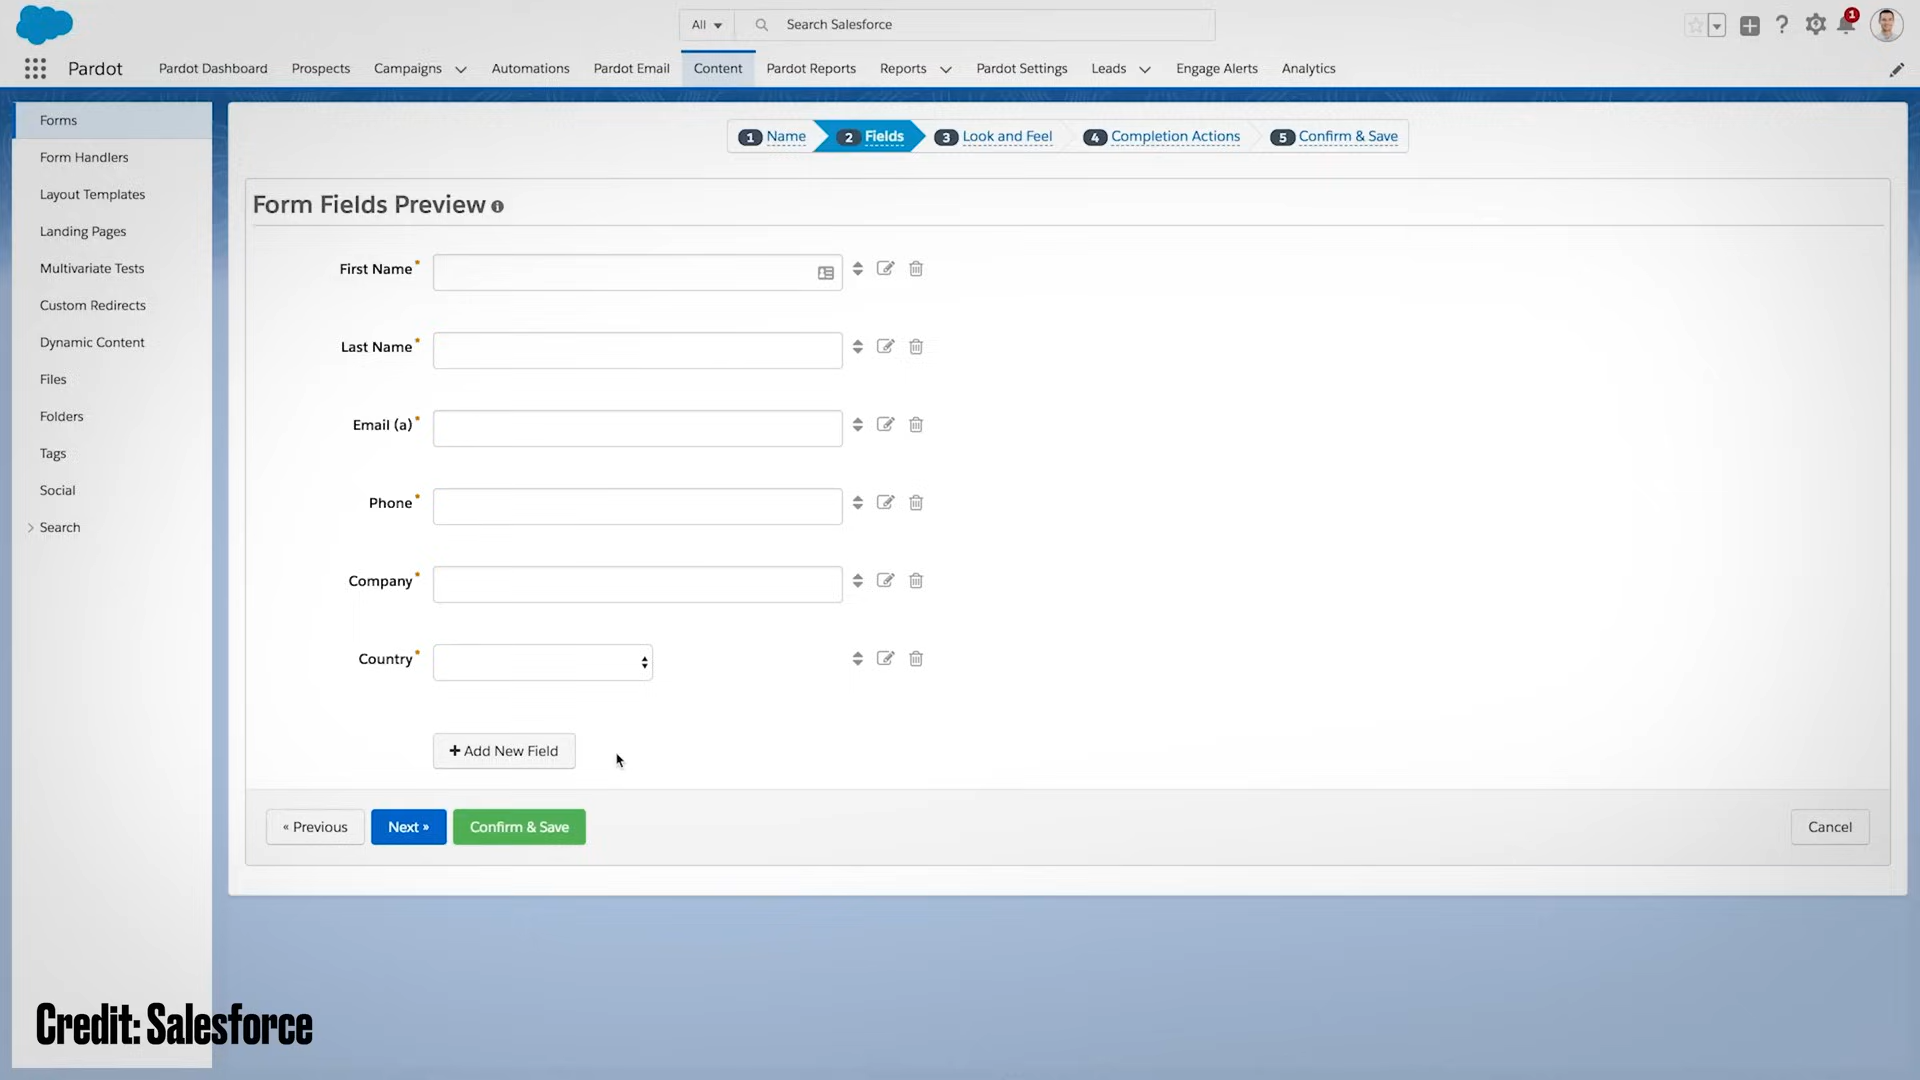 All
Search Salesforce
1
Pardot
Pardot Dashboard
Prospects
Campaigns
Automations
Pardot Email
Content
Pardot Reports
Reports
Pardot Settings
Leads
Engage Alerts
Analytics
Forms
Form Handlers
Layout Templates
Landing Pages
Multivariate Tests
Custom Redirects
Dynamic Content
Files
Folders
Tags
Social
Search
1 Name
2 Fields
3 Look and Feel
4 Completion Actions
5 Confirm & Save
Form Fields Preview
First Name*
Last Name*
Email (a)*
Phone*
Company*
Country*
+ Add New Field
« Previous
Next »
Confirm & Save
Cancel
Credit: Salesforce